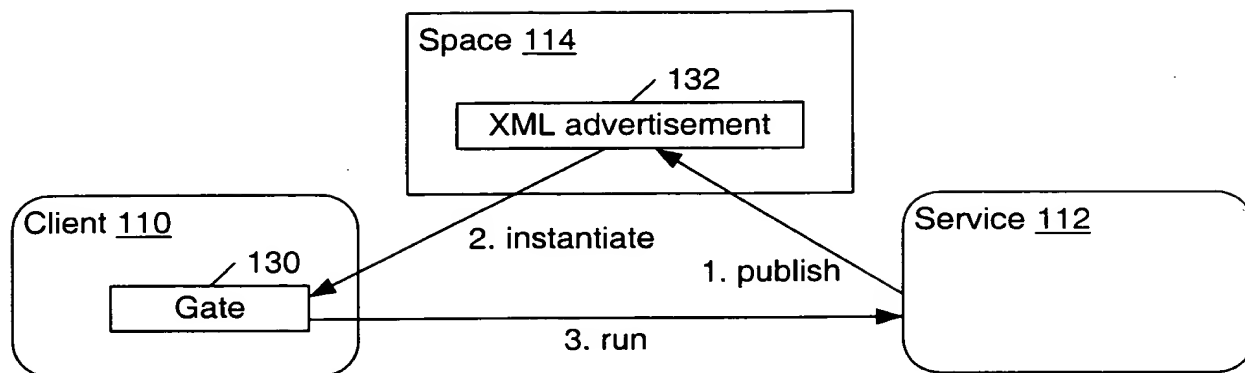 Space 114
132
XML advertisement
Client 110
130
Gate
2. instantiate
1. publish
Service 112
3. run